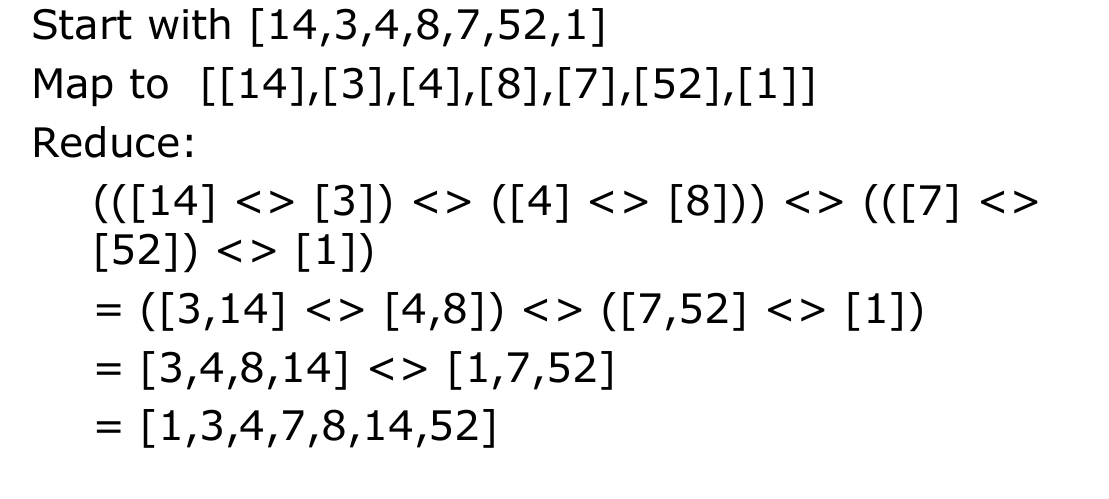 Start with [14,3,4,8,7,52,1]
Map to [[14],[3],[4],[8],[7],[52],[1]]
Reduce:
(([14] <> [3]) <> ([4] <> [8])) <> (([7] <>
[52]) <> [1])
= ([3,14] <> [4,8]) <> ([7,52] <> [1])
= [3,4,8,14] <> [1,7,52]
= [1,3,4,7,8,14,52]